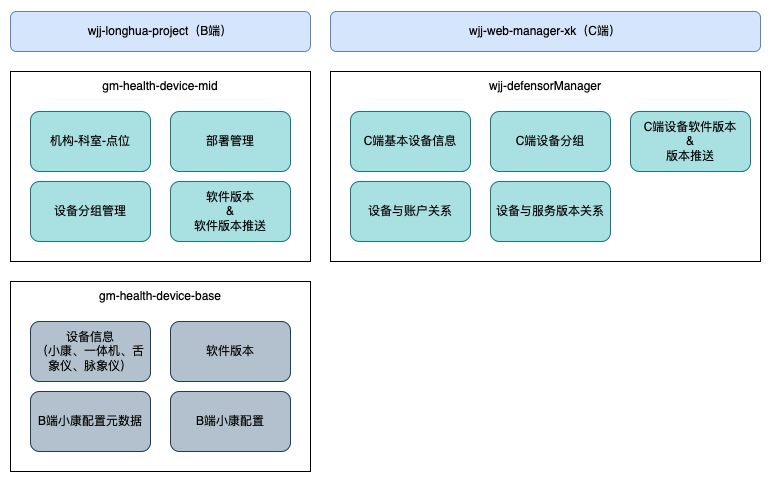 wjj-longhua-project（B端）
wjj-web-manager-xk（C端）
gm-health-device-mid
机构-科室-点位
部署管理
设备分组管理
软件版本
&
软件版本推送
wjj-defensorManager
C端基本设备信息
C端设备分组
C端设备软件版本
&
版本推送
设备与账户关系
设备与服务版本关系
gm-health-device-base
设备信息
（小康、一体机、舌
象仪、脉象仪）
软件版本
B端小康配置元数据
B端小康配置